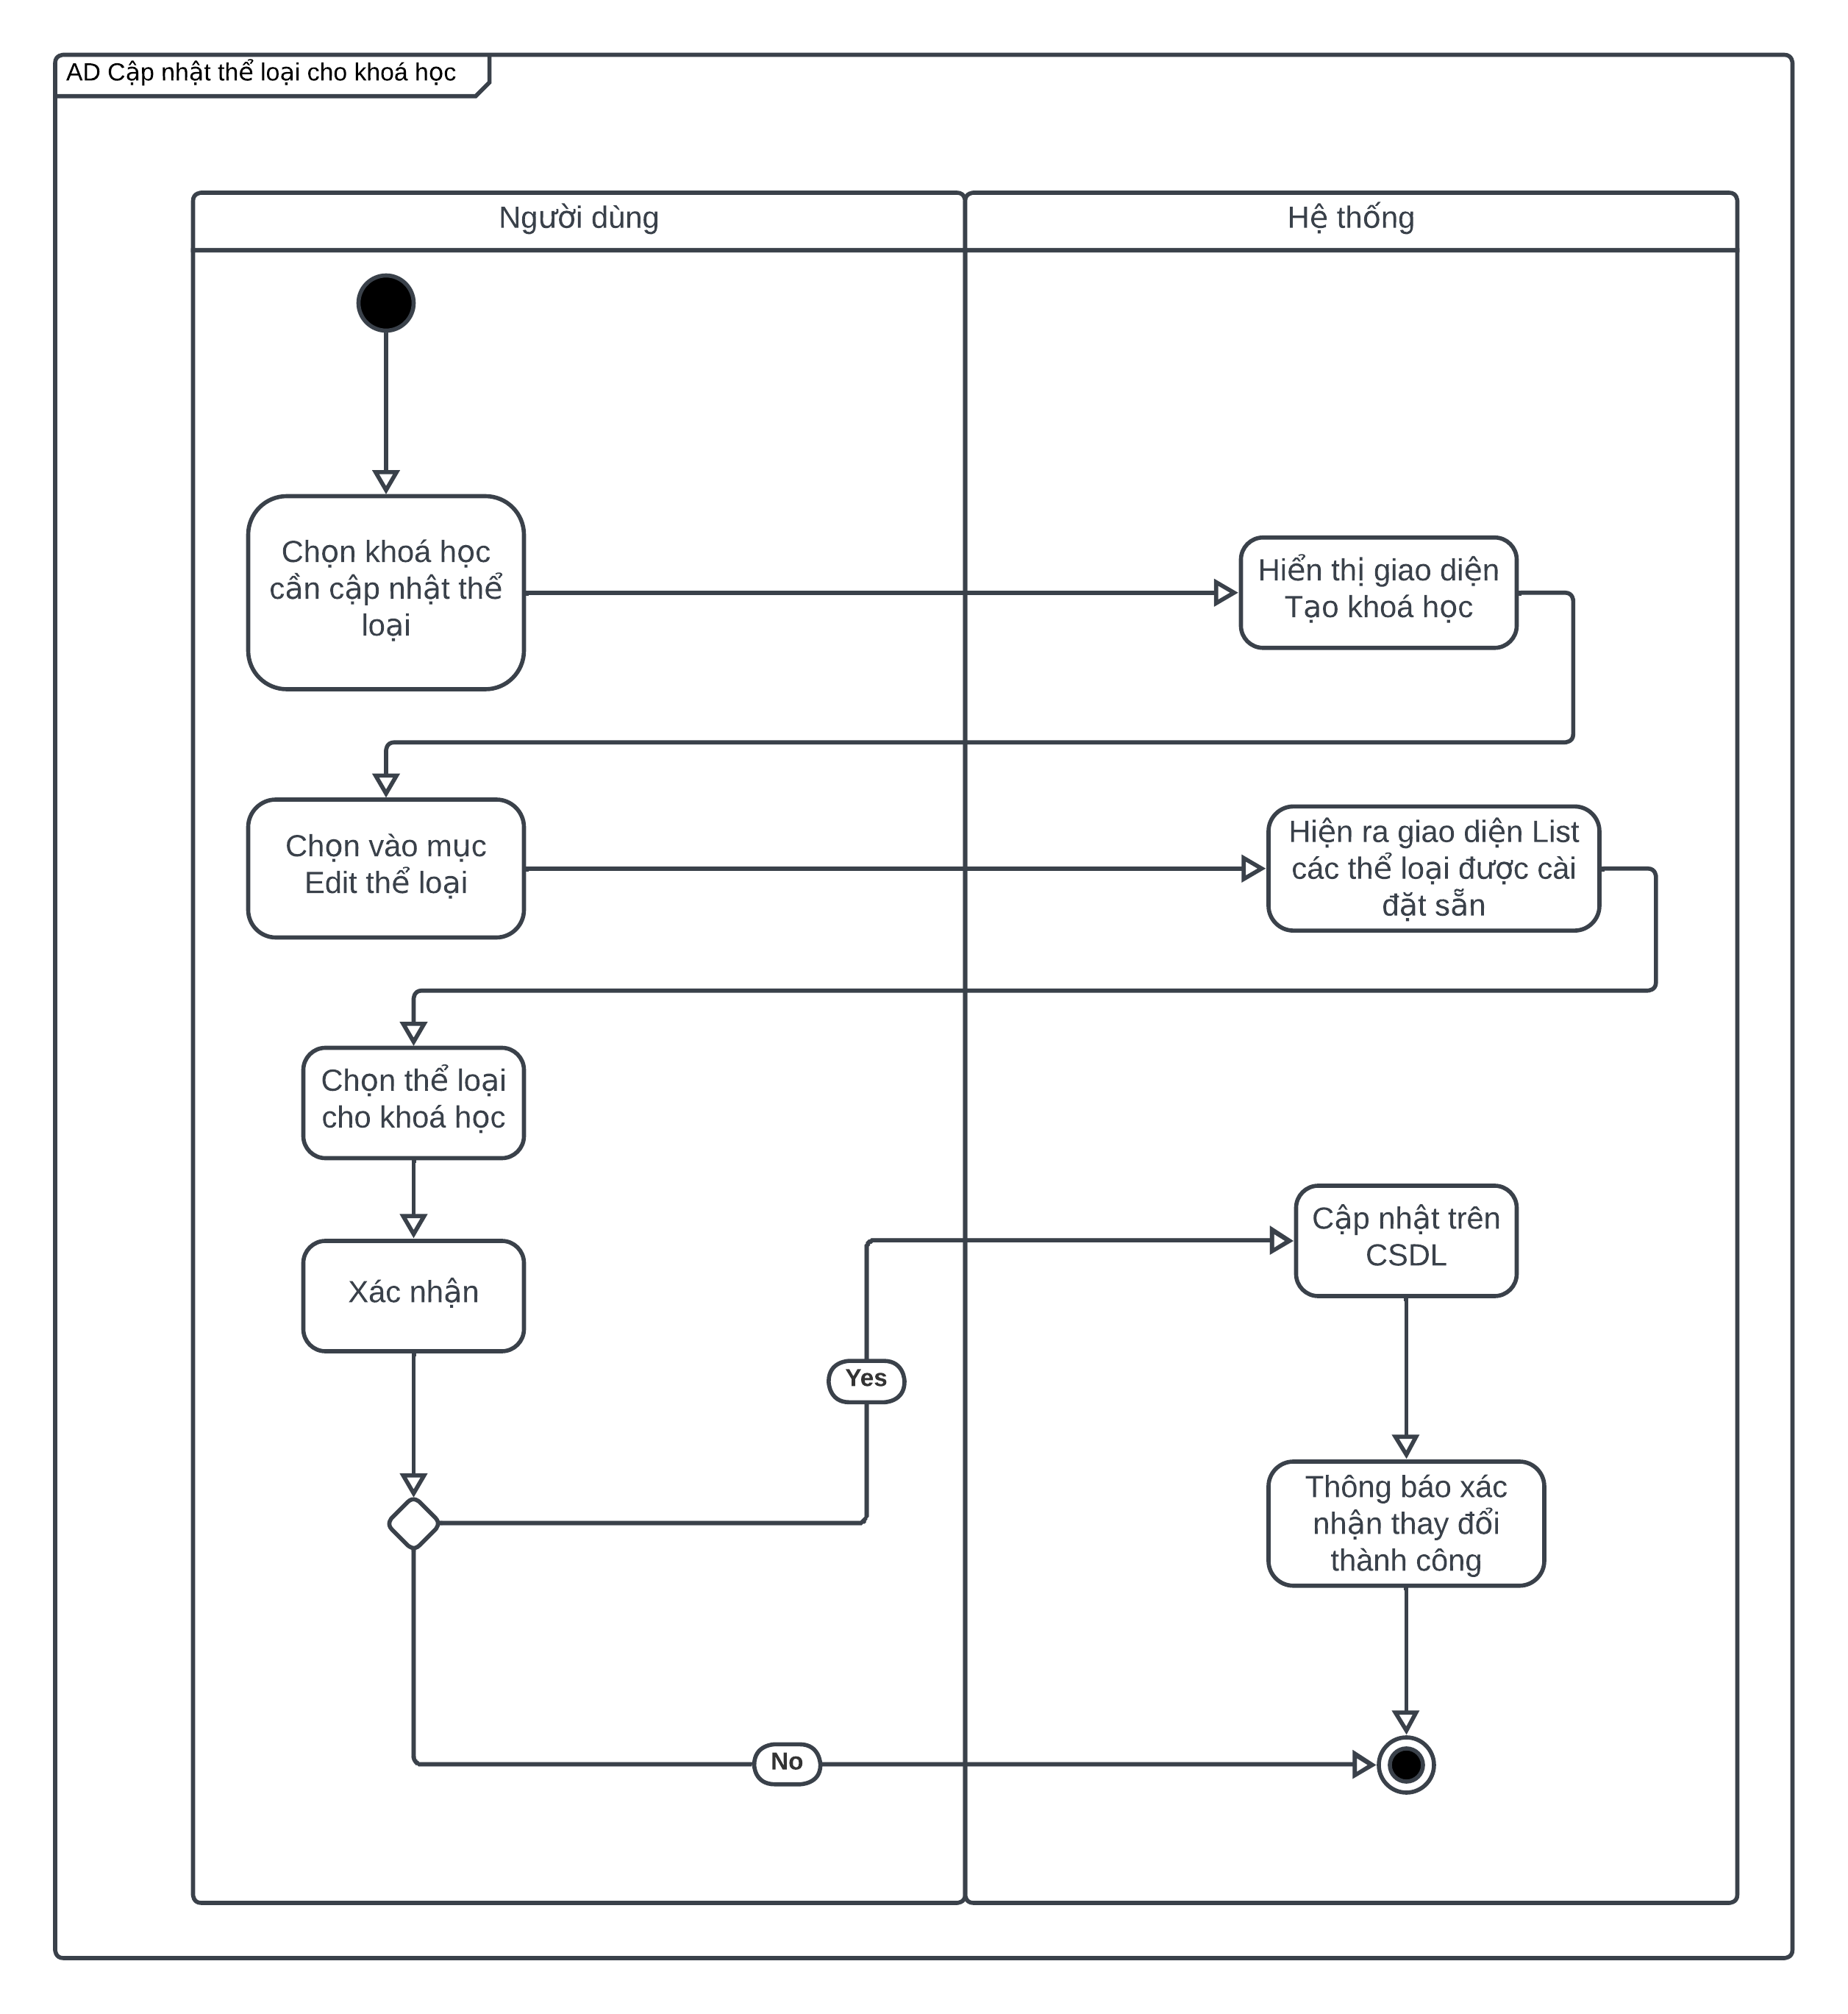 AD Cập nhật thể loại cho khoá học
Người dùng
Hệ thống
Chọn khoá học
cần cập nhật thể
loại
Hiển thị giao diện
Tạo khoá học
Chọn vào mục
Edit thể loại
Hiện ra giao diện List
các thể loại được cài
đặt sẵn
Chọn thể loại
cho khoá học
Cập nhật trên
CSDL
Xác nhận
Yes
Thông báo xác
nhận thay đổi
thành công
No